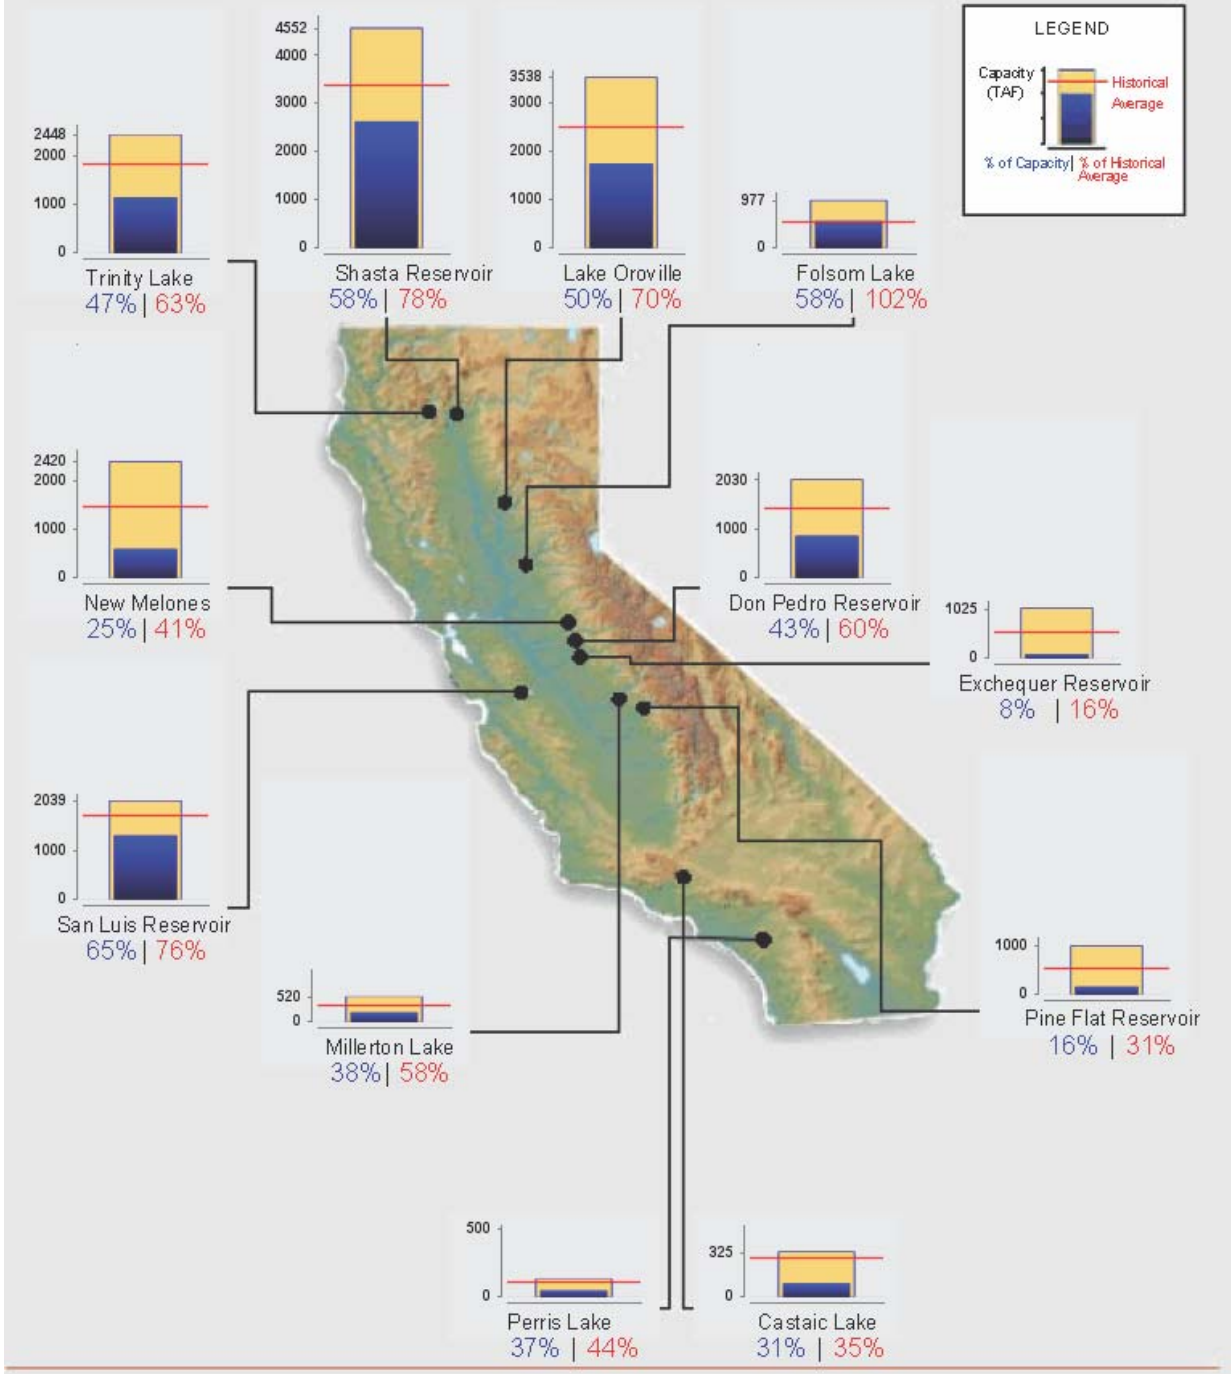 LEGEND
Capacity
(TAF)
Historical
Average
% of Capacity| % of Historical
Average
2448
2000
1000
0
Trinity Lake
47% | 63%
4552
4000
3000
2000
1000
0
Shasta Reservoir
58% | 78%
3538
3000
2000
1000
0
Lake Oroville
50% | 70%
977
0
Folsom Lake
58% | 102%
2420
2000
1000
0
New Melones
25% | 41%
2030
1000
0
Don Pedro Reservoir
43% | 60%
1025
0
Exchequer Reservoir
8% | 16%
2039
1000
0
San Luis Reservoir
65% | 76%
520
0
Millerton Lake
38% | 58%
1000
0
Pine Flat Reservoir
16% | 31%
500
0
Perris Lake
37% | 44%
325
0
Castaic Lake
31% | 35%